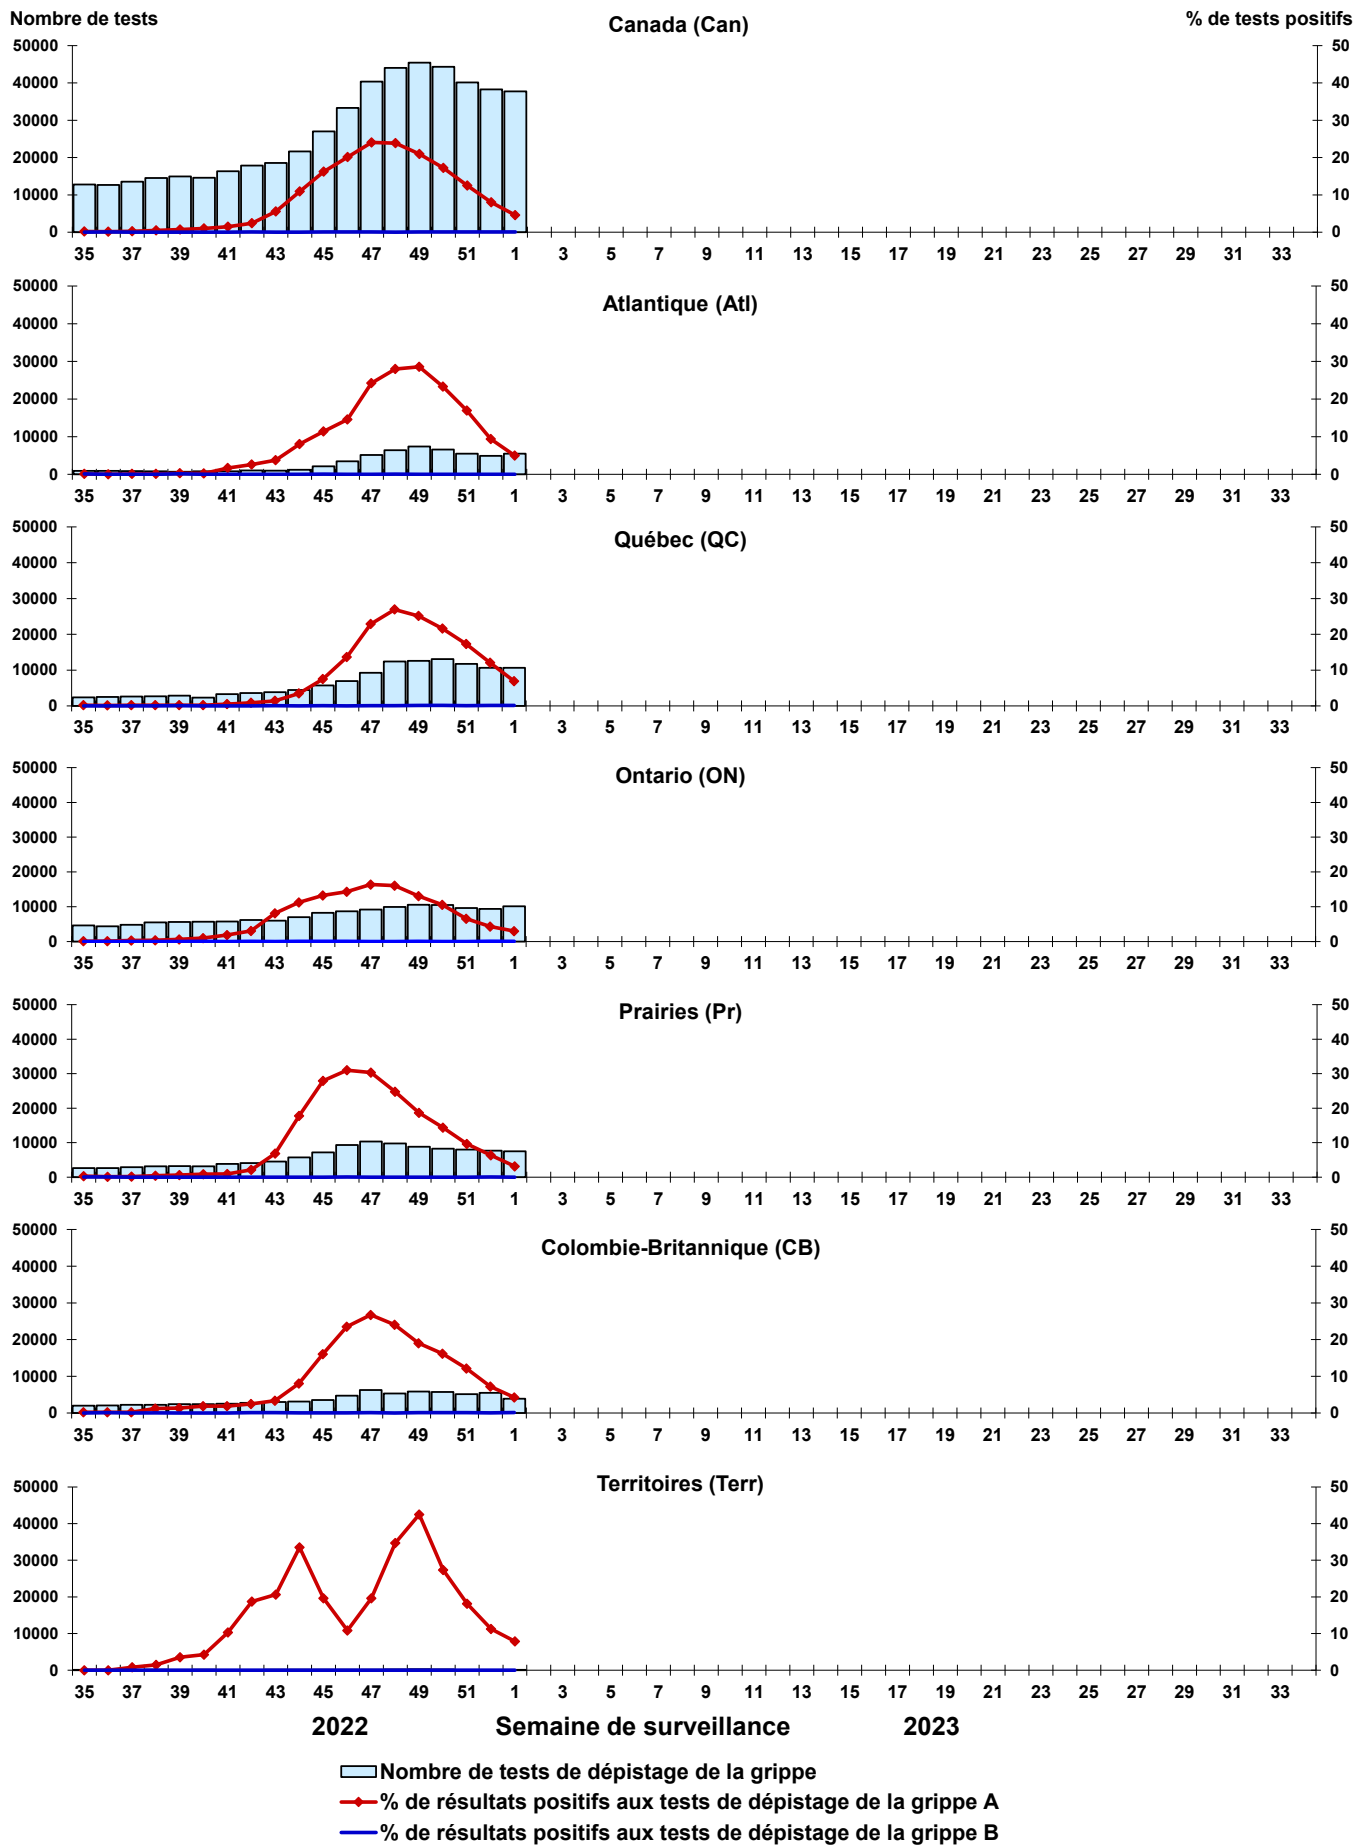 Nombre de tests
Canada (Can)
% de tests positifs
50000 50
40000 40
30000 30
20000 20
10000 10
0 0
35 37 39 41 43 45 47 49 51 1 3 5 7 9 11 13 15 17 19 21 23 25 27 29 31 33
Atlantique (Atl)
50000 50
40000 40
30000 30
20000 20
10000 10
0 0
35 37 39 41 43 45 47 49 51 1 3 5 7 9 11 13 15 17 19 21 23 25 27 29 31 33
Québec (QC)
50000 50
40000 40
30000 30
20000 20
10000 10
0 0
35 37 39 41 43 45 47 49 51 1 3 5 7 9 11 13 15 17 19 21 23 25 27 29 31 33
Ontario (ON)
50000 50
40000 40
30000 30
20000 20
10000 10
0 0
35 37 39 41 43 45 47 49 51 1 3 5 7 9 11 13 15 17 19 21 23 25 27 29 31 33
Prairies (Pr)
50000 50
40000 40
30000 30
20000 20
10000 10
0 0
35 37 39 41 43 45 47 49 51 1 3 5 7 9 11 13 15 17 19 21 23 25 27 29 31 33
Colombie-Britannique (CB)
50000 50
40000 40
30000 30
20000 20
10000 10
0 0
35 37 39 41 43 45 47 49 51 1 3 5 7 9 11 13 15 17 19 21 23 25 27 29 31 33
Territoires (Terr)
50000 50
40000 40
30000 30
20000 20
10000 10
0 0
35 37 39 41 43 45 47 49 51 1 3 5 7 9 11 13 15 17 19 21 23 25 27 29 31 33
2022 Semaine de surveillance 2023
Nombre de tests de dépistage de la grippe
% de résultats positifs aux tests de dépistage de la grippe A
% de résultats positifs aux tests de dépistage de la grippe B